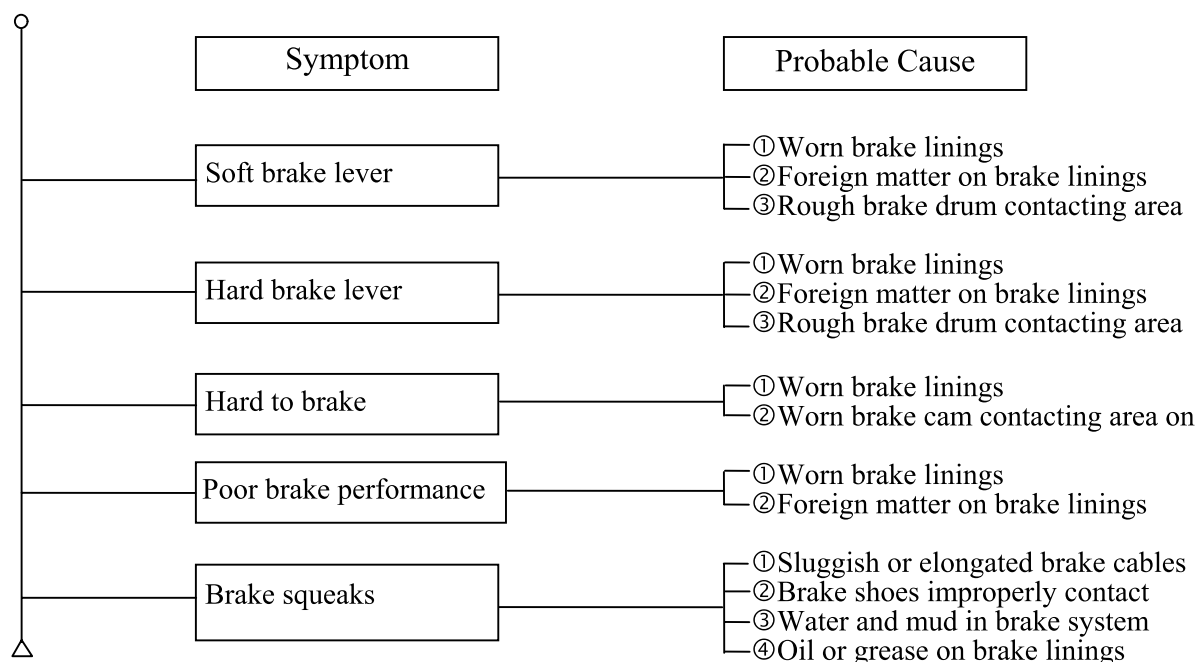 Symptom
Probable Cause
Soft brake lever
①Worn brake linings
②Foreign matter on brake linings
③Rough brake drum contacting area
Hard brake lever
①Worn brake linings
②Foreign matter on brake linings
③Rough brake drum contacting area
Hard to brake
①Worn brake linings
②Worn brake cam contacting area on
Poor brake performance
①Worn brake linings
②Foreign matter on brake linings
Brake squeaks
①Sluggish or elongated brake cables
②Brake shoes improperly contact
③Water and mud in brake system
④Oil or grease on brake linings